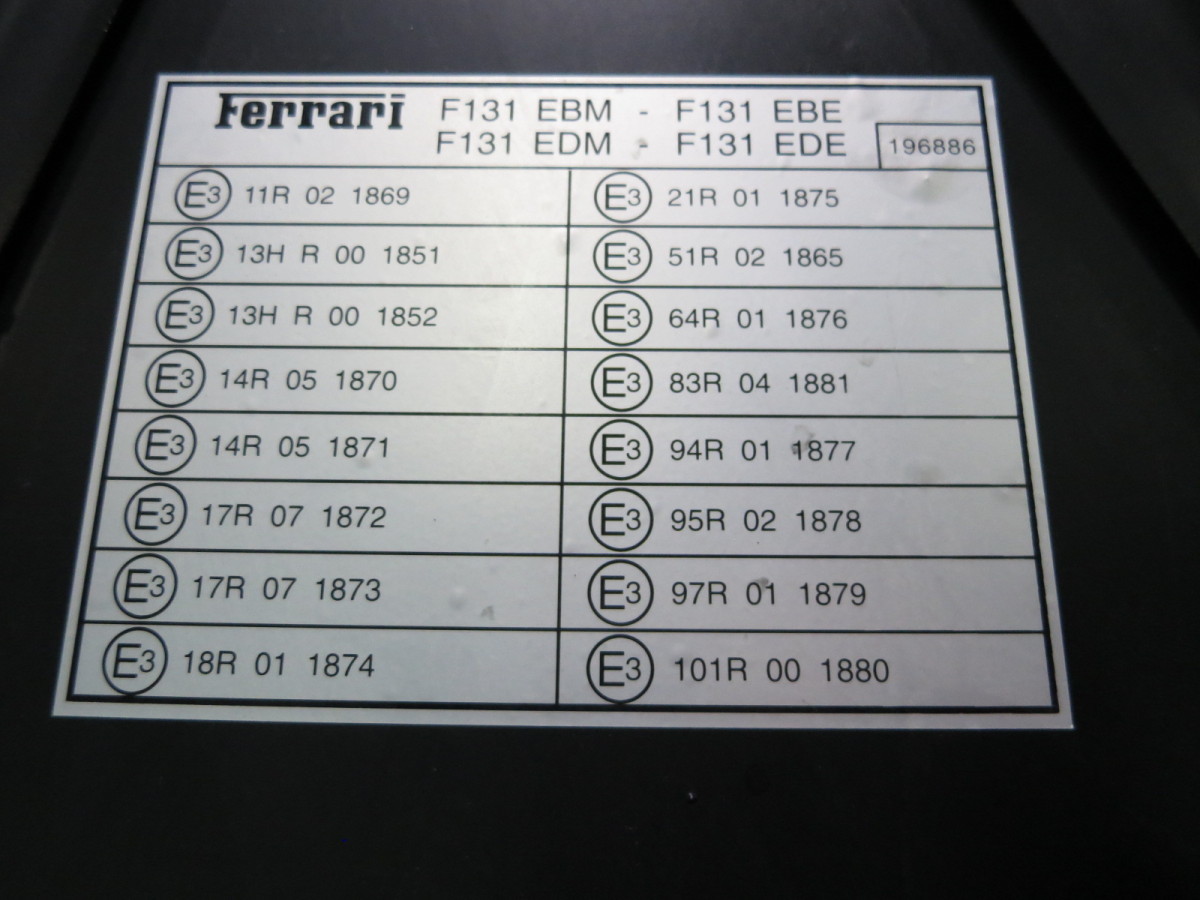 Ferrari F131 EBM - F131 EBE
F131 EDM - F131 EDE 196886
E3 11R 02 1869
E3 13H R 00 1851
E3 13H R 00 1852
E3 14R 05 1870
E3 14R 05 1871
E3 17R 07 1872
E3 17R 07 1873
E3 18R 01 1874
E3 21R 01 1875
E3 51R 02 1865
E3 64R 01 1876
E3 83R 04 1881
E3 94R 01 1877
E3 95R 02 1878
E3 97R 01 1879
E3 101R 00 1880